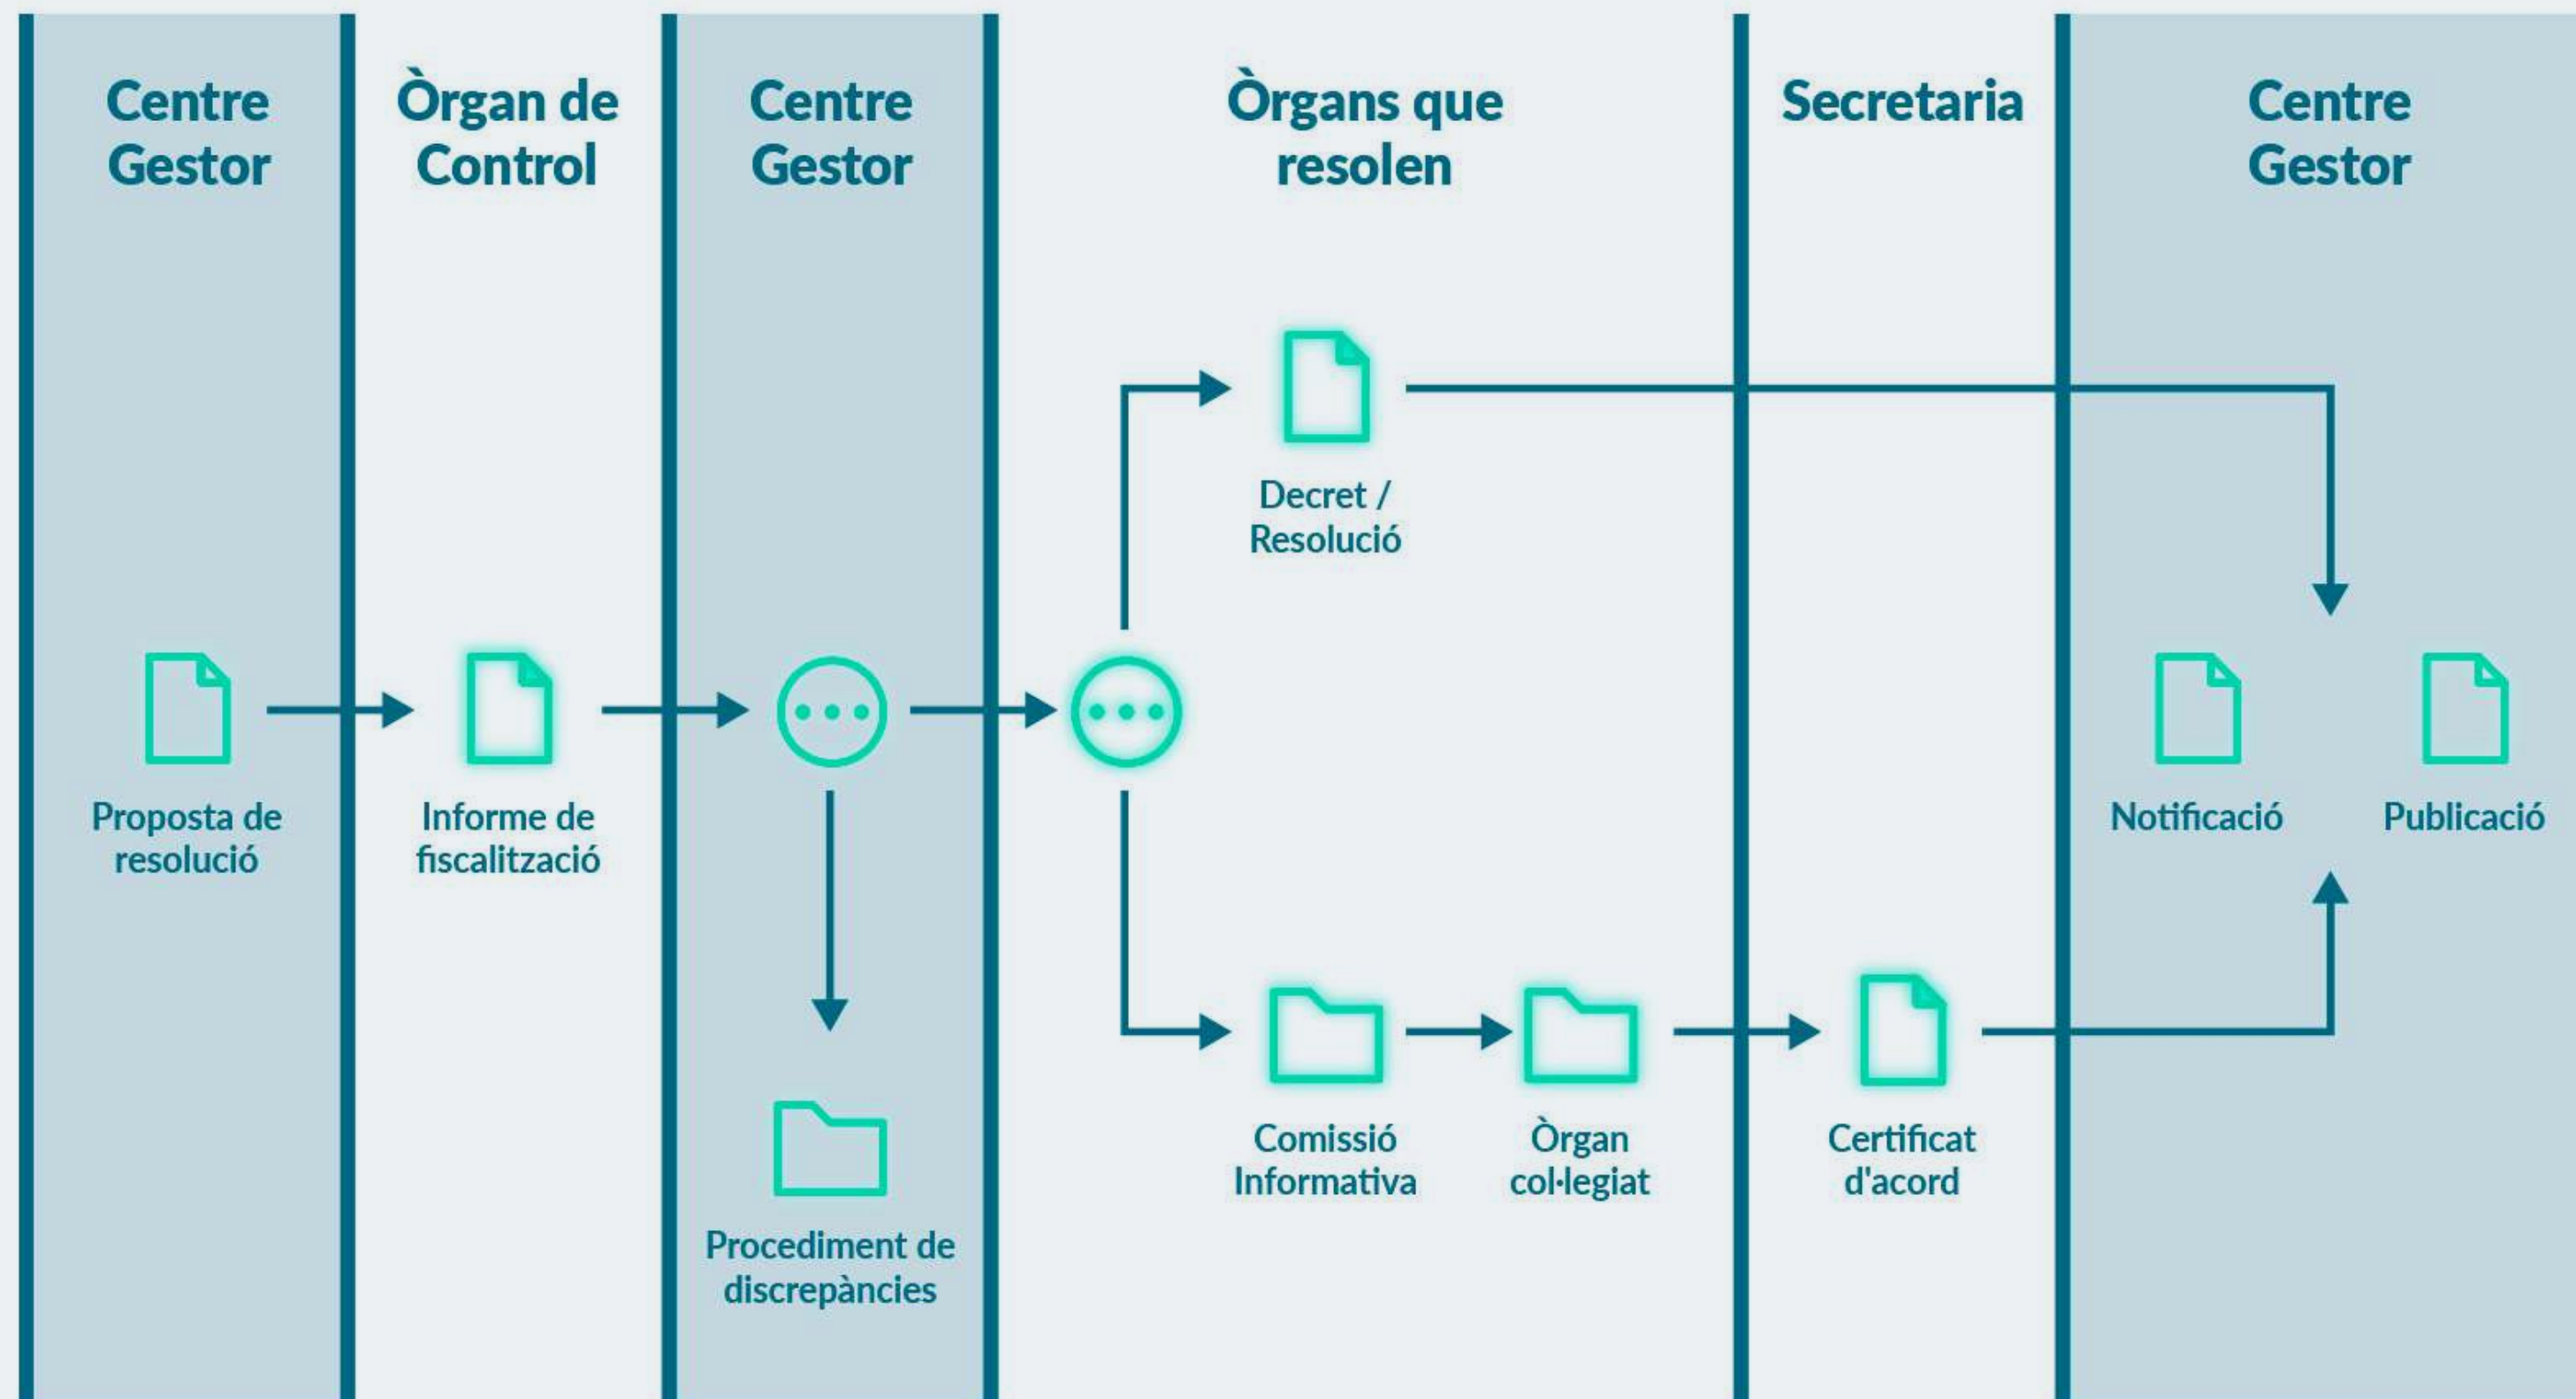 Centre
Gestor
Òrgan de
Control
Centre
Gestor
Òrgans que
resolen
Secretaria
Centre
Gestor
Decret /
Resolució
Proposta de
resolució
Informe de
fiscalització
Notificació
Publicació
Comissió
Informativa
Òrgan
col·legiat
Certificat
d'acord
Procediment de
discrepàncies